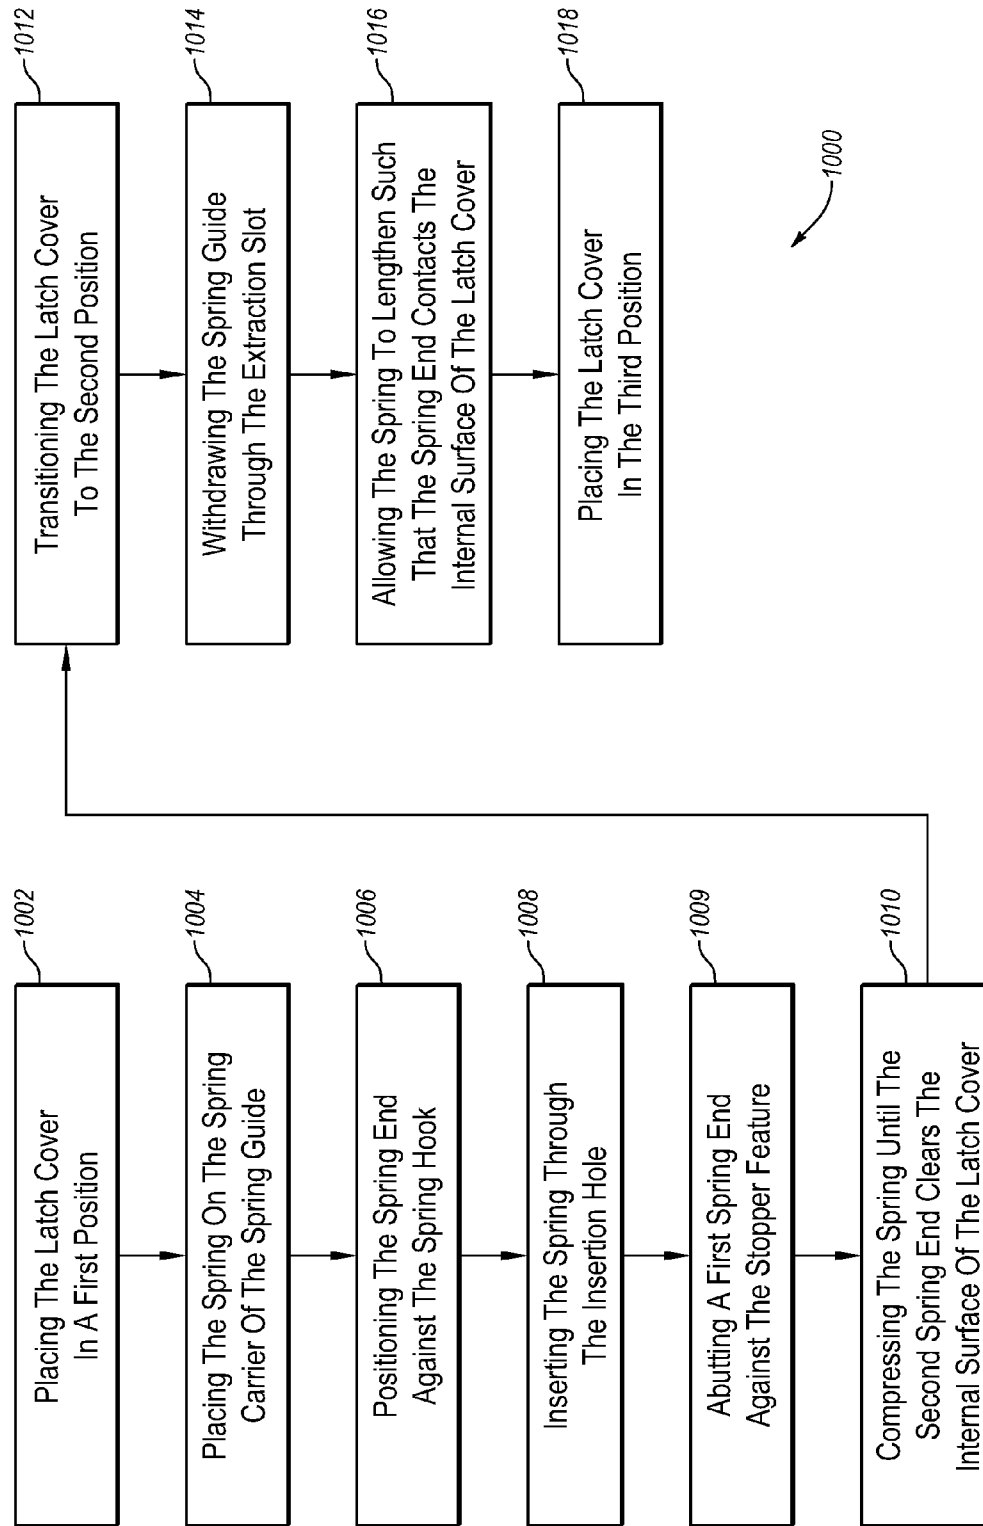 1002
Placing The Latch Cover
In A First Position
1004
Placing The Spring On The Spring
Carrier Of The Spring Guide
1006
Positioning The Spring End
Against The Spring Hook
1008
Inserting The Spring Through
The Insertion Hole
1009
Abutting A First Spring End
Against The Stopper Feature
1010
Compressing The Spring Until The
Second Spring End Clears The
Internal Surface Of The Latch Cover
1012
Transitioning The Latch Cover
To The Second Position
1014
Withdrawing The Spring Guide
Through The Extraction Slot
1016
Allowing The Spring To Lengthen Such
That The Spring End Contacts The
Internal Surface Of The Latch Cover
1018
Placing The Latch Cover
In The Third Position
1000